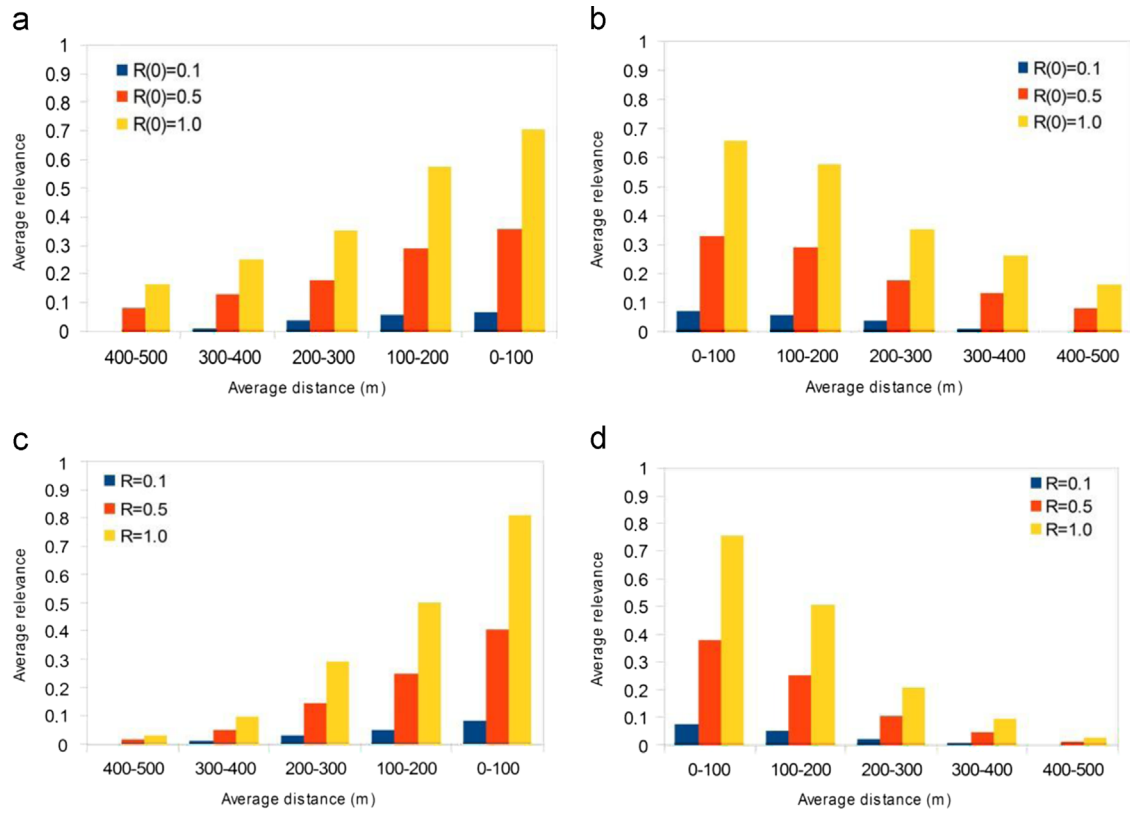 a
1
0.9
0.8
0.7
0.6
0.5
0.4
0.3
0.2
0.1
0
Average relevance
R(0)=0.1
R(0)=0.5
R(0)=1.0
400-500 300-400 200-300 100-200 0-100
Average distance (m)
b
1
0.9
0.8
0.7
0.6
0.5
0.4
0.3
0.2
0.1
0
Average relevance
R(0)=0.1
R(0)=0.5
R(0)=1.0
0-100 100-200 200-300 300-400 400-500
Average distance (m)
c
1
0.9
0.8
0.7
0.6
0.5
0.4
0.3
0.2
0.1
0
Average relevance
R=0.1
R=0.5
R=1.0
400-500 300-400 200-300 100-200 0-100
Average distance (m)
d
1
0.9
0.8
0.7
0.6
0.5
0.4
0.3
0.2
0.1
0
Average relevance
R=0.1
R=0.5
R=1.0
0-100 100-200 200-300 300-400 400-500
Average distance (m)